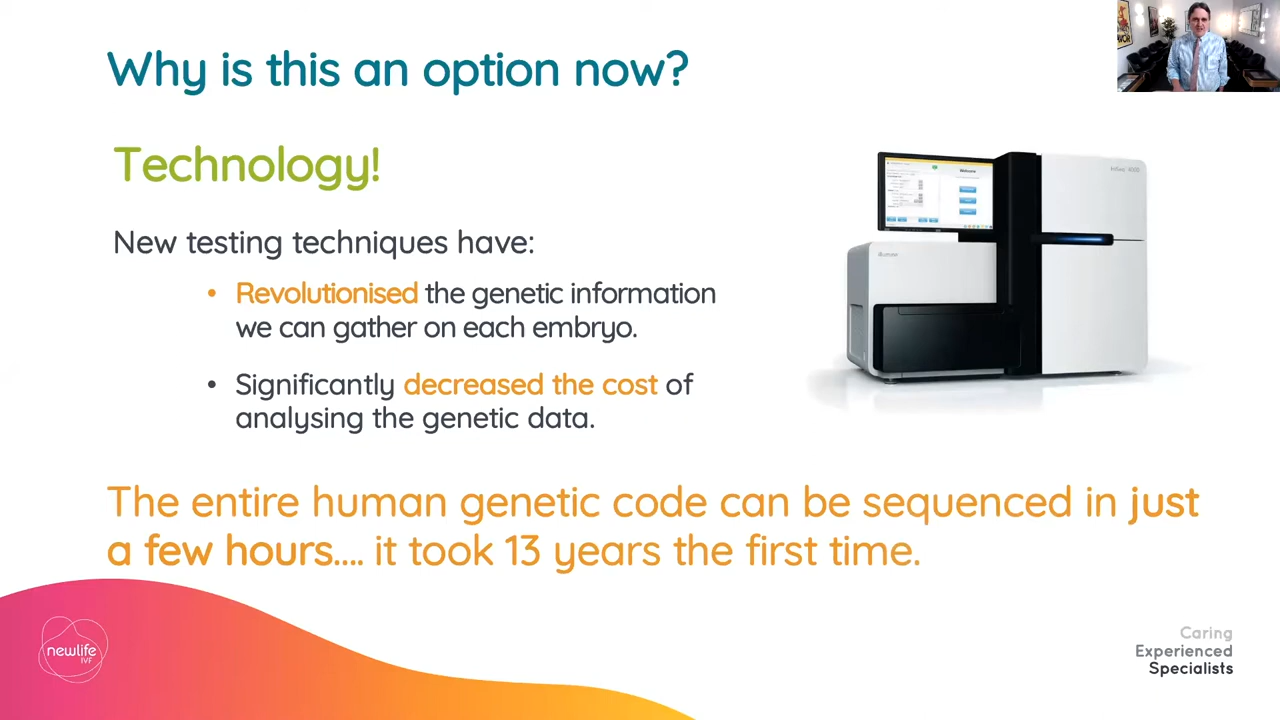 Why is this an option now?
Technology!
New testing techniques have:
• Revolutionised the genetic information
we can gather on each embryo.
• Significantly decreased the cost of
analysing the genetic data.
The entire human genetic code can be sequenced in just
a few hours.... it took 13 years the first time.
newlife
IVF
Caring
Experienced
Specialists
Welcome